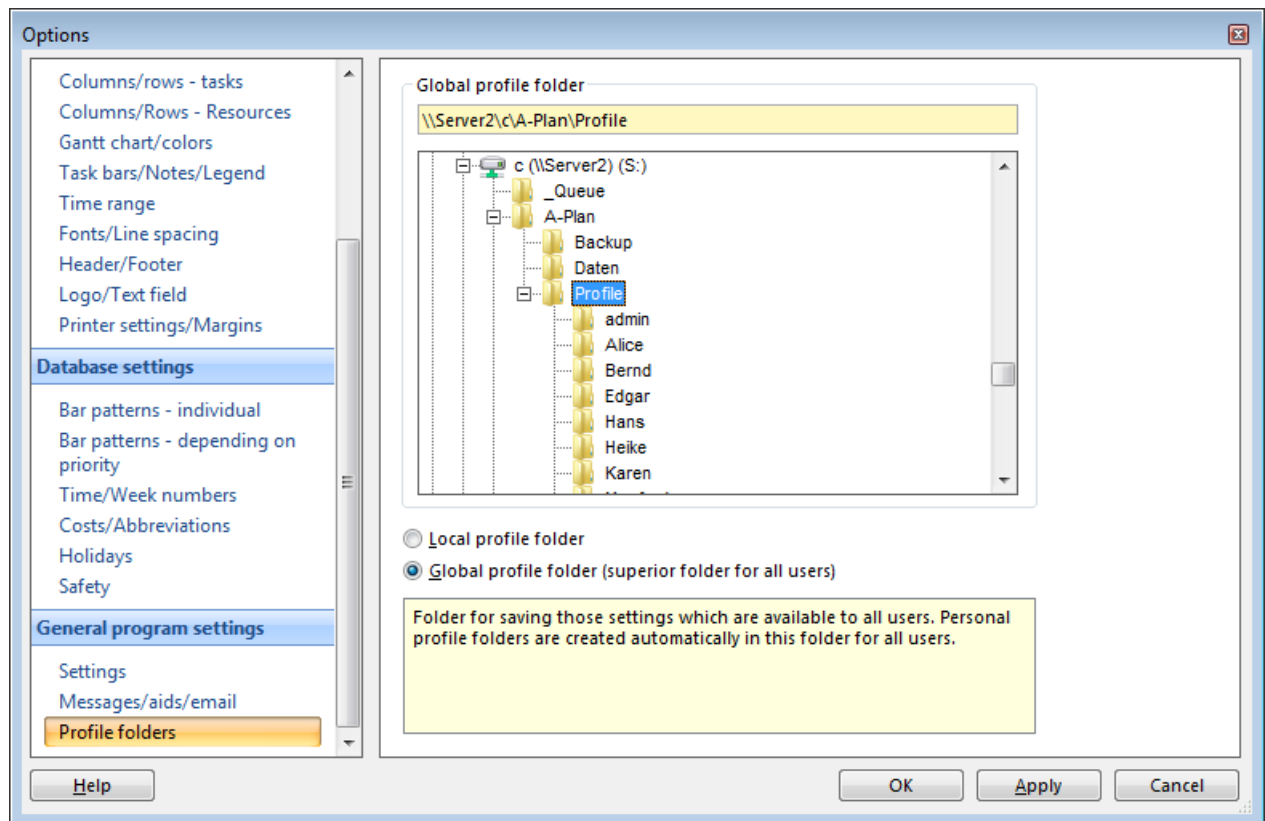 Options
Columns/rows - tasks
Columns/Rows - Resources
Gantt chart/colors
Task bars/Notes/Legend
Time range
Fonts/Line spacing
Header/Footer
Logo/Text field
Printer settings/Margins
Database settings
Bar patterns - individual
Bar patterns - depending on
priority
Time/Week numbers
Costs/Abbreviations
Holidays
Safety
General program settings
Settings
Messages/aids/email
Profile folders
Global profile folder
\\Server2\c\A-Plan\Profile
c (\\Server2) (S:)
_Queue
A-Plan
Backup
Daten
Profile
admin
Alice
Bernd
Edgar
Hans
Heike
Karen
Local profile folder
Global profile folder (superior folder for all users)
Folder for saving those settings which are available to all users. Personal
profile folders are created automatically in this folder for all users.
Help
OK
Apply
Cancel